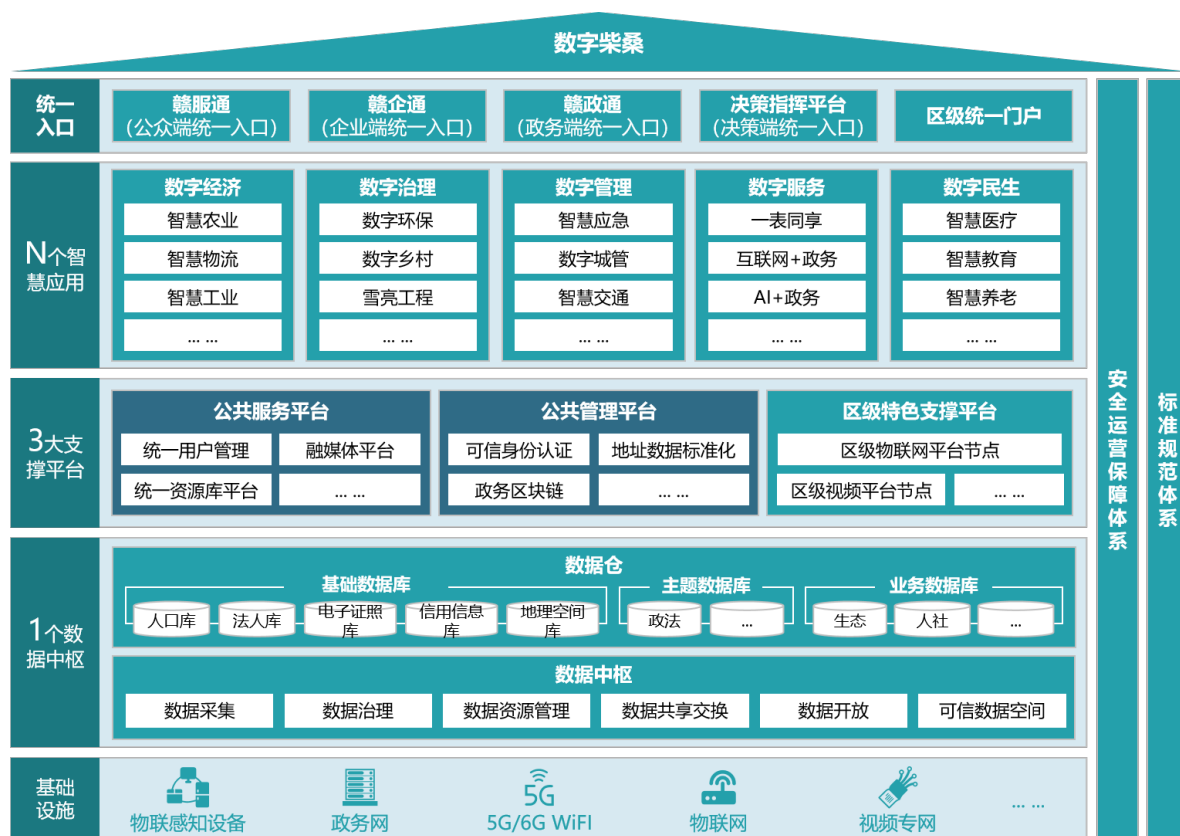 数字柴桑
统一
入口
赣服通
(公众端统一入口)
赣企通
(企业端统一入口)
赣政通
(政务端统一入口)
决策指挥平台
(决策端统一入口)
区级统一门户
N个智
慧应用
数字经济
智慧农业
智慧物流
智慧工业
... ...
数字治理
数字环保
数字乡村
雪亮工程
... ...
数字管理
智慧应急
数字城管
智慧交通
... ...
数字服务
一表同享
互联网+政务
AI+政务
... ...
数字民生
智慧医疗
智慧教育
智慧养老
... ...
3大支
撑平台
公共服务平台
统一用户管理
融媒体平台
统一资源库平台
... ...
公共管理平台
可信身份认证
地址数据标准化
政务区块链
... ...
区级特色支撑平台
区级物联网平台节点
区级视频平台节点
... ...
1个数
据中枢
数据仓
基础数据库
人口库
法人库
电子证照
库
信用信息
库
地理空间
库
主题数据库
政法
...
业务数据库
生态
人社
...
数据中枢
数据采集
数据治理
数据资源管理
数据共享交换
数据开放
可信数据空间
基础
设施
物联感知设备
政务网
5G
5G/6G WiFI
物联网
视频专网
... ...
安全运营保障体系
标准规范体系